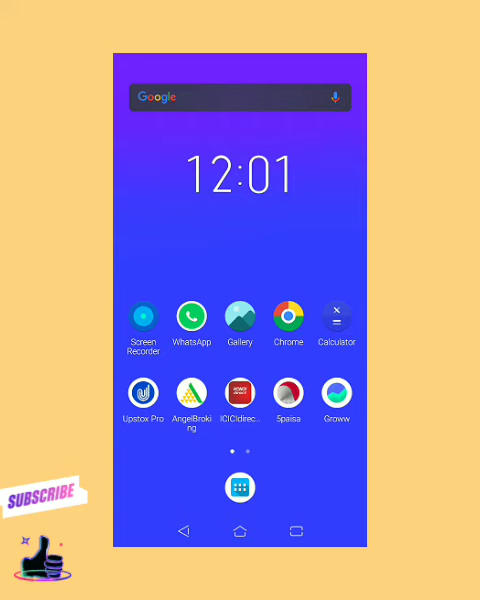 Google
12:01
Screen
Recorder
WhatsApp
Gallery
Chrome
Calculator
Upstox Pro
AngelBroki
ng
ICICIdirec...
5paisa
Groww
SUBSCRIBE